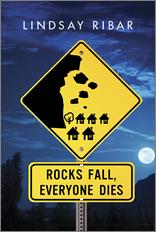 LINDSAY RIBAR
ROCKS FALL,
EVERYONE DIES